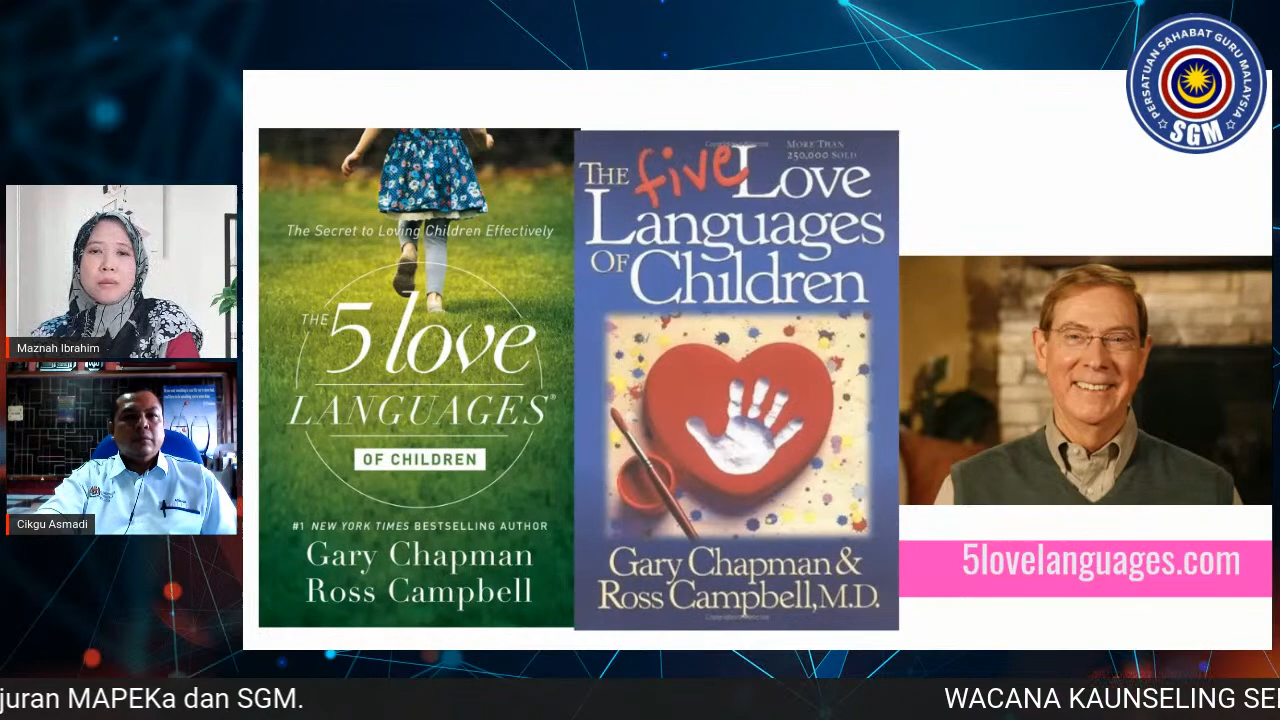 PERSATUAN SAHABAT GURU MALAYSIA
SGM
Maznah Ibrahim
Cikgu Asmadi
The Secret to Loving Children Effectively
THE
5 love
LANGUAGES®
OF CHILDREN
#1 NEW YORK TIMES BESTSELLING AUTHOR
Gary Chapman
Ross Campbell
MORE THAN
250,000 SOLD
THE five LOVE
LANGUAGES
OF CHILDREN
Gary Chapman &
Ross Campbell, M.D.
5lovelanguages.com
juran MAPEKa dan SGM.
WACANA KAUNSELING SE